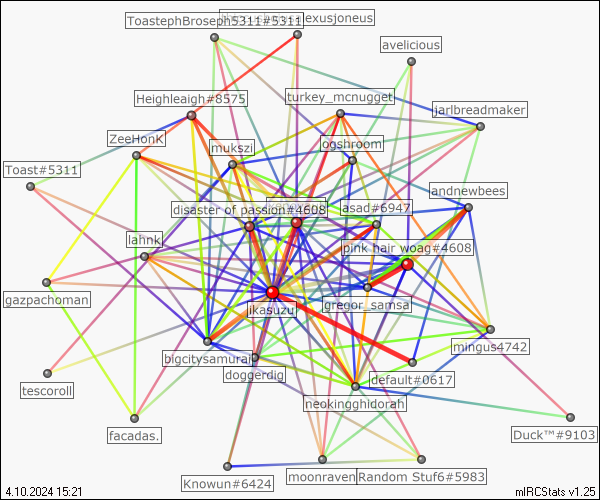 ToastephBroseph5311#5311
alexusjoneus
avelicious
Heighleaigh#8575
turkey_mcnugget
jarlbreadmaker
ZeeHonK
mukszi
ogshroom
Toast#5311
andnewbees
disaster of passion#4608
asad#6947
lahnk
pink hair woag#4608
gazpachoman
jkasuzu
gregor_samsa
bigcitysamurai
mingus4742
doggerdig
default#0617
tescoroll
neokingghidorah
facadas.
Duck™#9103
Knowun#6424
moonraven
Random Stuf6#5983
4.10.2024 15:21
mIRCStats v1.25